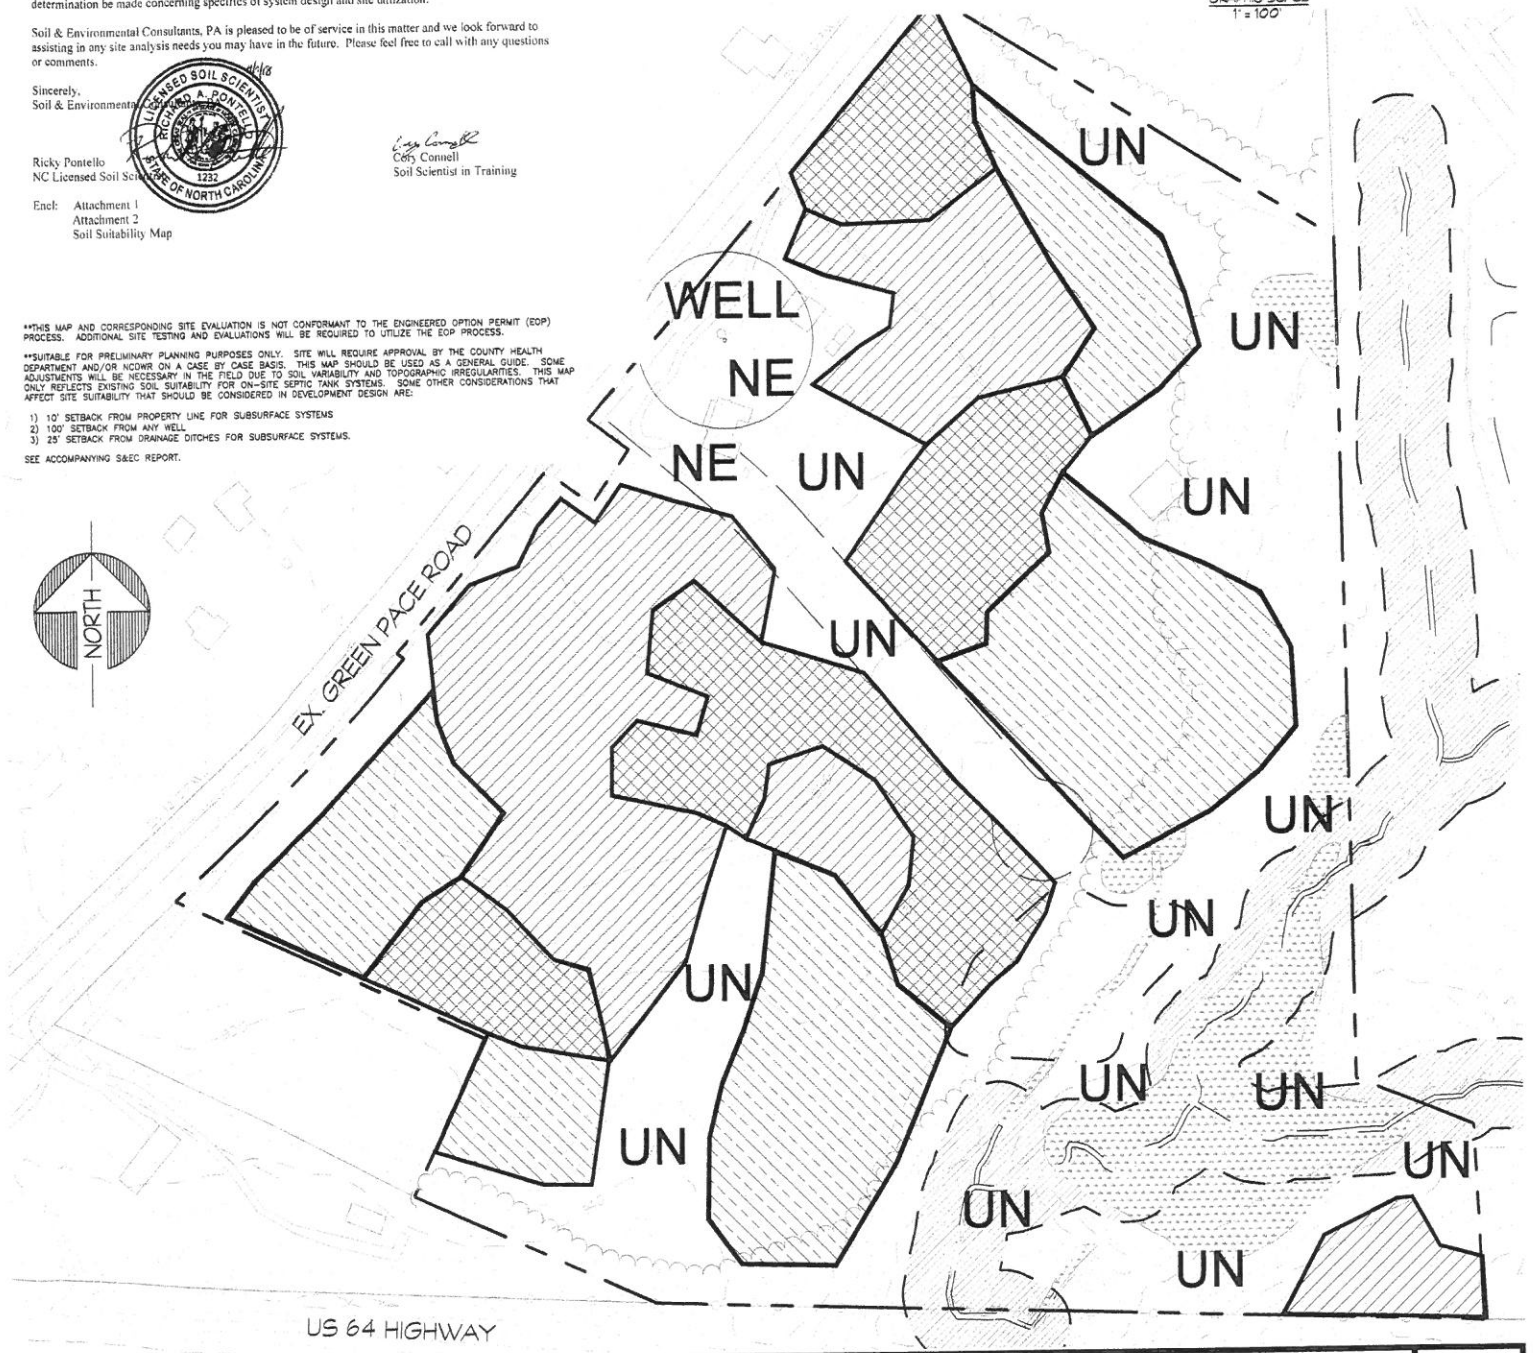 determination be made concerning specifics of system design and site utilization.
Soil & Environmental Consultants, PA is pleased to be of service in this matter and we look forward to
assisting in any site analysis needs you may have in the future. Please feel free to call with any questions
or comments.
Sincerely,
Soil & Environmental Consultants, PA
LICENSED SOIL SCIENTIST
RICHARD A. PONTELLO
1232
STATE OF NORTH CAROLINA
Ricky Pontello
NC Licensed Soil Scientist
Cory Connell
Soil Scientist in Training
Encl: Attachment 1
Attachment 2
Soil Suitability Map
**THIS MAP AND CORRESPONDING SITE EVALUATION IS NOT CONFORMANT TO THE ENGINEERED OPTION PERMIT (EOP)
PROCESS. ADDITIONAL SITE TESTING AND EVALUATIONS WILL BE REQUIRED TO UTILIZE THE EOP PROCESS.
**SUITABLE FOR PRELIMINARY PLANNING PURPOSES ONLY. SITE WILL REQUIRE APPROVAL BY THE COUNTY HEALTH
DEPARTMENT AND/OR NCDWR ON A CASE BY CASE BASIS. THIS MAP SHOULD BE USED AS A GENERAL GUIDE. SOME
ADJUSTMENTS WILL BE NECESSARY IN THE FIELD DUE TO SOIL VARIABILITY AND TOPOGRAPHIC IRREGULARITIES. THIS MAP
ONLY REFLECTS EXISTING SOIL SUITABILITY FOR ON-SITE SEPTIC TANK SYSTEMS. SOME OTHER CONSIDERATIONS THAT
AFFECT SITE SUITABILITY THAT SHOULD BE CONSIDERED IN DEVELOPMENT DESIGN ARE:
1) 10' SETBACK FROM PROPERTY LINE FOR SUBSURFACE SYSTEMS
2) 100' SETBACK FROM ANY WELL
3) 25' SETBACK FROM DRAINAGE DITCHES FOR SUBSURFACE SYSTEMS.
SEE ACCOMPANYING S&EC REPORT.
1" = 100'
UN
WELL
UN
NE
NE
UN
UN
NORTH
EX. GREEN PACE ROAD
UN
UN
UN
UN
UN
UN
UN
UN
UN
UN
US 64 HIGHWAY